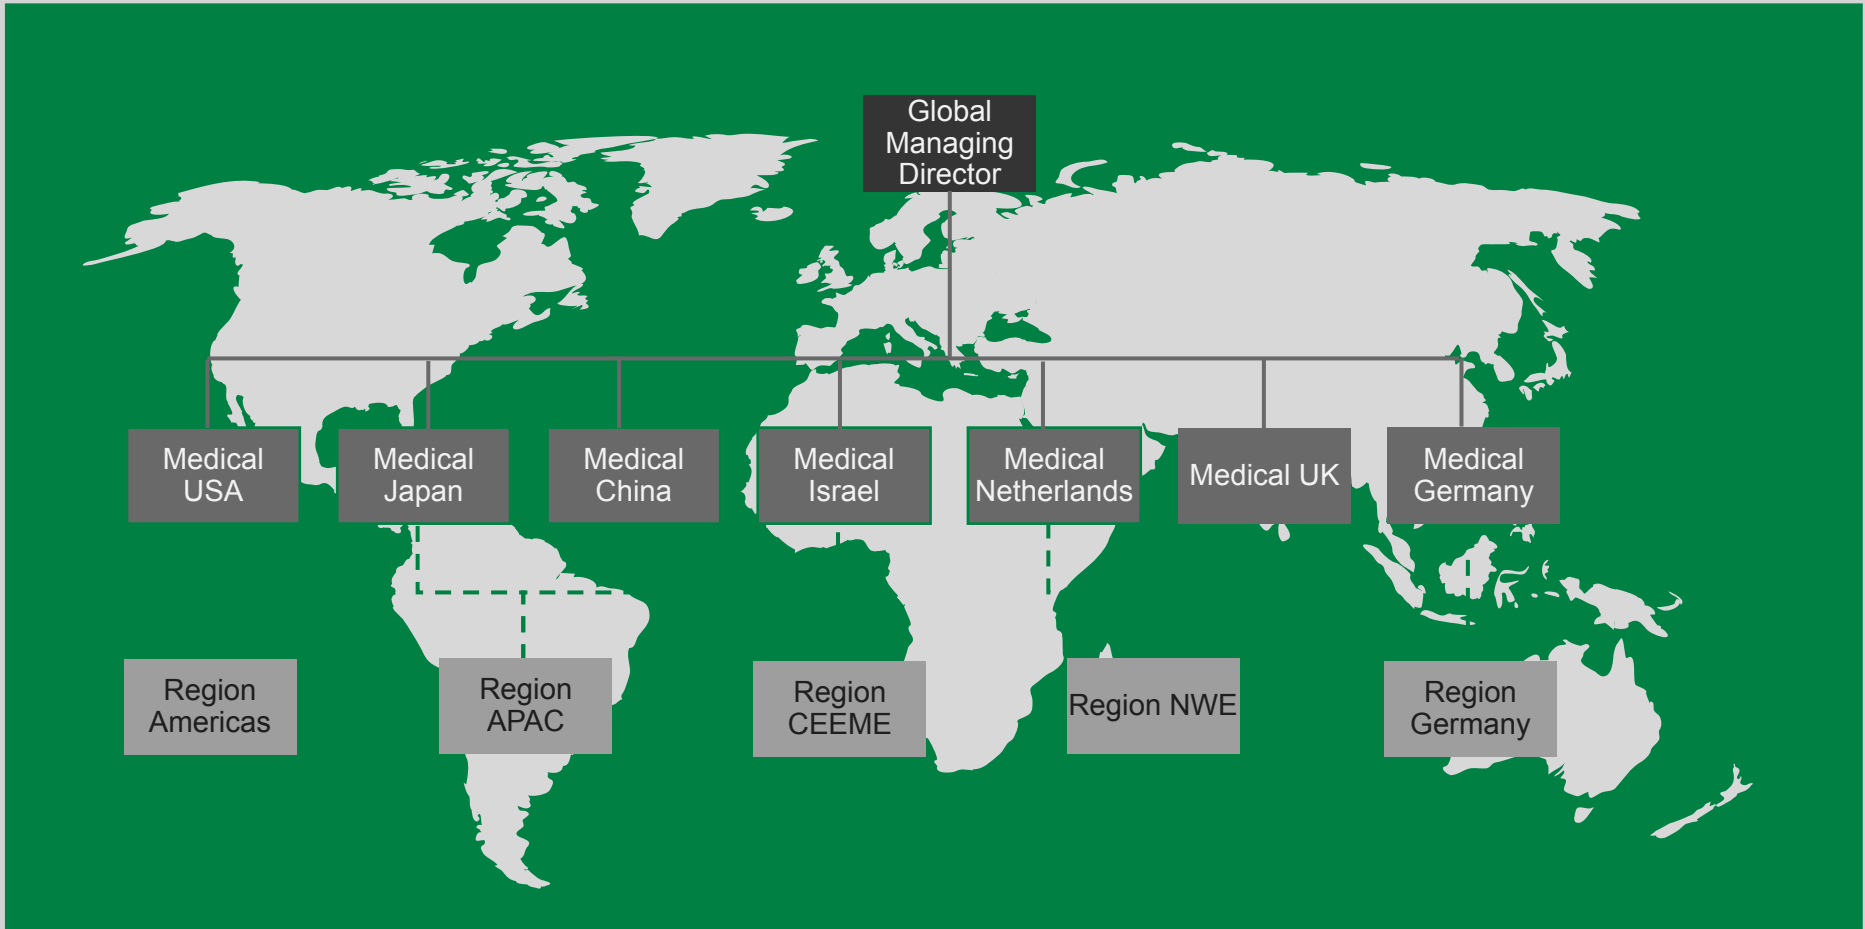 Global
Managing
Director
Medical
USA
Medical
Japan
Medical
China
Medical
Israel
Medical
Netherlands
Medical UK
Medical
Germany
Region
Americas
Region
APAC
Region
CEEME
Region NWE
Region
Germany